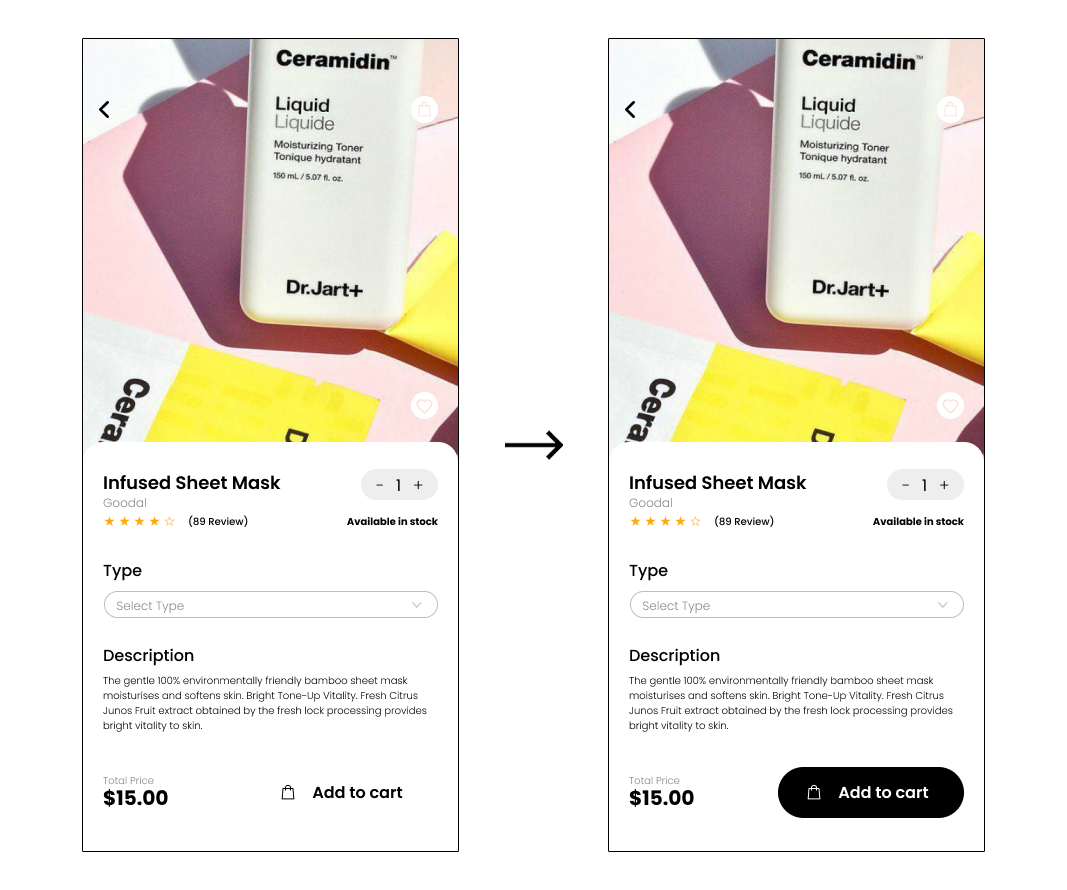 Ceramidin™
Liquid
Liquide
Moisturizing Toner
Tonique hydratant
150 mL / 5.07 fl. oz.
Dr.Jart+
Cera
D
Infused Sheet Mask
- 1 +
Goodal
(89 Review)
Available in stock
Type
Select Type
Description
The gentle 100% environmentally friendly bamboo sheet mask
moisturises and softens skin. Bright Tone-Up Vitality. Fresh Citrus
Junos Fruit extract obtained by the fresh lock processing provides
bright vitality to skin.
Total Price
$15.00
Add to cart
Ceramidin™
Liquid
Liquide
Moisturizing Toner
Tonique hydratant
150 mL / 5.07 fl. oz.
Dr.Jart+
Cera
D
Infused Sheet Mask
- 1 +
Goodal
(89 Review)
Available in stock
Type
Select Type
Description
The gentle 100% environmentally friendly bamboo sheet mask
moisturises and softens skin. Bright Tone-Up Vitality. Fresh Citrus
Junos Fruit extract obtained by the fresh lock processing provides
bright vitality to skin.
Total Price
$15.00
Add to cart